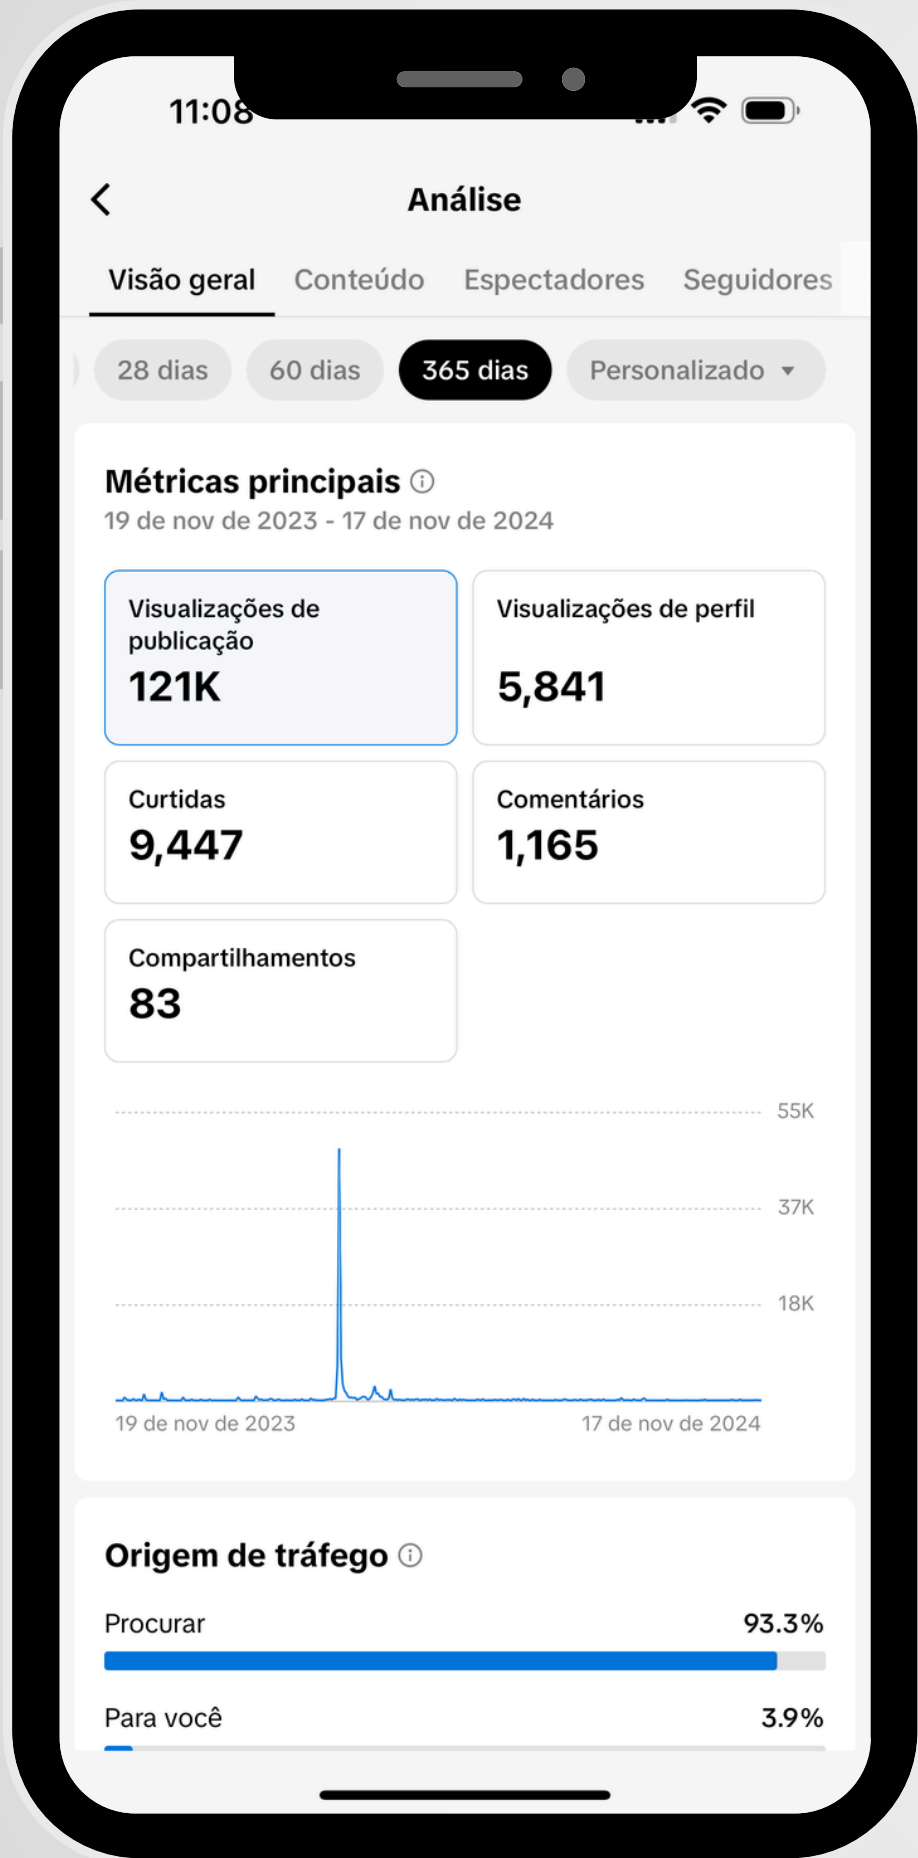 11:08
Análise
Visão geral Conteúdo Espectadores Seguidores
28 dias 60 dias 365 dias Personalizado
Métricas principais
19 de nov de 2023 - 17 de nov de 2024
Visualizações de
publicação
121K
Visualizações de perfil
5,841
Curtidas
9,447
Comentários
1,165
Compartilhamentos
83
55K
37K
18K
19 de nov de 2023 17 de nov de 2024
Origem de tráfego
Procurar 93.3%
Para você 3.9%